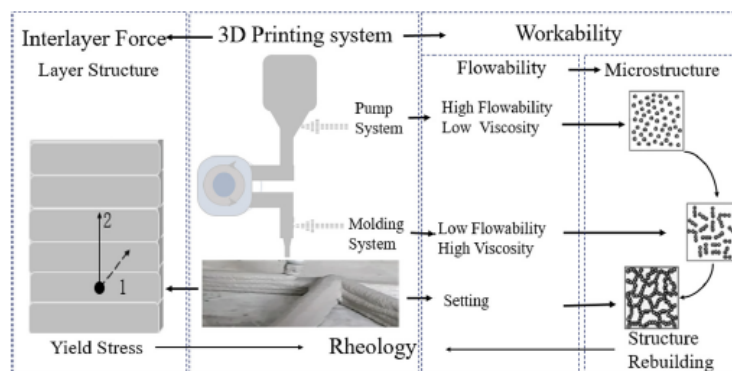 Interlayer Force
3D Printing system
Workability
Layer Structure
Flowability
Microstructure
Pump
System
High Flowability
Low Viscosity
2
1
Molding
System
Low Flowability
High Viscosity
Setting
Yield Stress
Rheology
Structure
Rebuilding